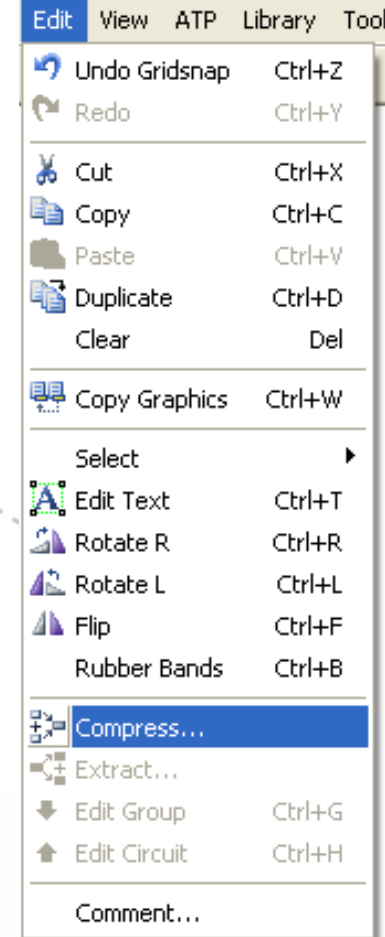 Edit View ATP Library Tool
Undo Gridsnap Ctrl+Z
Redo Ctrl+Y
Cut Ctrl+X
Copy Ctrl+C
Paste Ctrl+V
Duplicate Ctrl+D
Clear Del
Copy Graphics Ctrl+W
Select
Edit Text Ctrl+T
Rotate R Ctrl+R
Rotate L Ctrl+L
Flip Ctrl+F
Rubber Bands Ctrl+B
Compress...
Extract...
Edit Group Ctrl+G
Edit Circuit Ctrl+H
Comment...